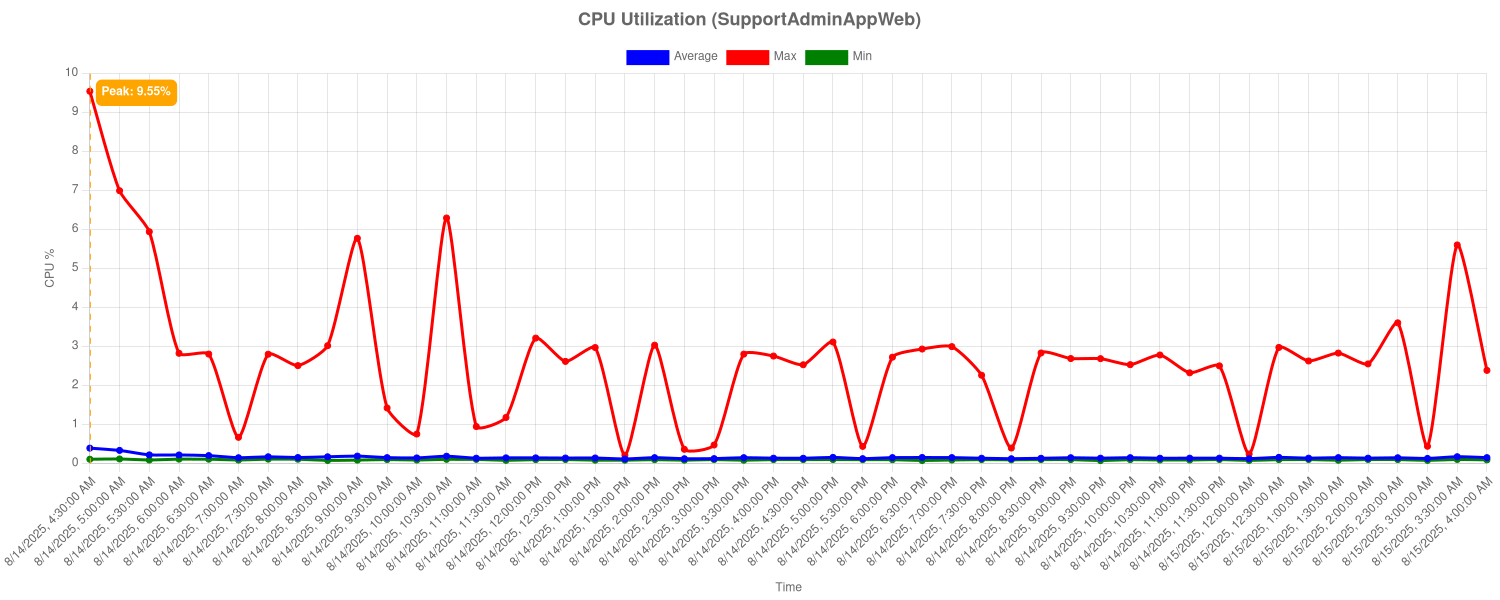 CPU Utilization (SupportAdminAppWeb)
Average Max Min
Peak: 9.55%
10
9
8
7
6
5
4
3
2
1
0
CPU %
8/14/2025, 4:30:00 AM
8/14/2025, 5:00:00 AM
8/14/2025, 5:30:00 AM
8/14/2025, 6:00:00 AM
8/14/2025, 6:30:00 AM
8/14/2025, 7:00:00 AM
8/14/2025, 7:30:00 AM
8/14/2025, 8:00:00 AM
8/14/2025, 8:30:00 AM
8/14/2025, 9:00:00 AM
8/14/2025, 9:30:00 AM
8/14/2025, 10:00:00 AM
8/14/2025, 10:30:00 AM
8/14/2025, 11:00:00 AM
8/14/2025, 11:30:00 AM
8/14/2025, 12:00:00 PM
8/14/2025, 12:30:00 PM
8/14/2025, 1:00:00 PM
8/14/2025, 1:30:00 PM
8/14/2025, 2:00:00 PM
8/14/2025, 2:30:00 PM
8/14/2025, 3:00:00 PM
8/14/2025, 3:30:00 PM
8/14/2025, 4:00:00 PM
8/14/2025, 4:30:00 PM
8/14/2025, 5:00:00 PM
8/14/2025, 5:30:00 PM
8/14/2025, 6:00:00 PM
8/14/2025, 6:30:00 PM
8/14/2025, 7:00:00 PM
8/14/2025, 7:30:00 PM
8/14/2025, 8:00:00 PM
8/14/2025, 8:30:00 PM
8/14/2025, 9:00:00 PM
8/14/2025, 9:30:00 PM
8/14/2025, 10:00:00 PM
8/14/2025, 10:30:00 PM
8/14/2025, 11:00:00 PM
8/14/2025, 11:30:00 PM
8/15/2025, 12:00:00 AM
8/15/2025, 12:30:00 AM
8/15/2025, 1:00:00 AM
8/15/2025, 1:30:00 AM
8/15/2025, 2:00:00 AM
8/15/2025, 2:30:00 AM
8/15/2025, 3:00:00 AM
8/15/2025, 3:30:00 AM
8/15/2025, 4:00:00 AM
Time